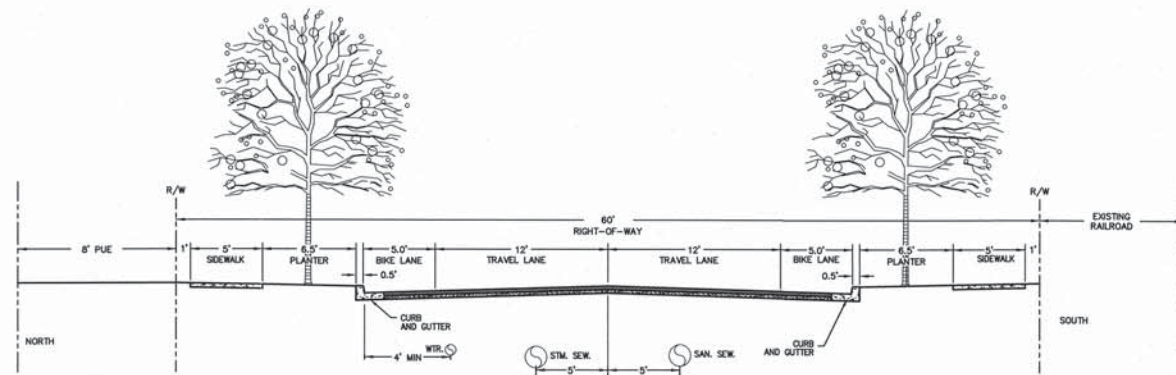 R/W
R/W
60'
RIGHT-OF-WAY
EXISTING
RAILROAD
8' PUE
1'
5'
SIDEWALK
6.5'
PLANTER
5.0'
BIKE LANE
12'
TRAVEL LANE
12'
TRAVEL LANE
5.0'
BIKE LANE
6.5'
PLANTER
5'
SIDEWALK
1'
0.5'
0.5'
CURB
AND GUTTER
CURB
AND GUTTER
NORTH
SOUTH
4' MIN
WTR.
STM. SEW.
SAN. SEW.
5'
5'